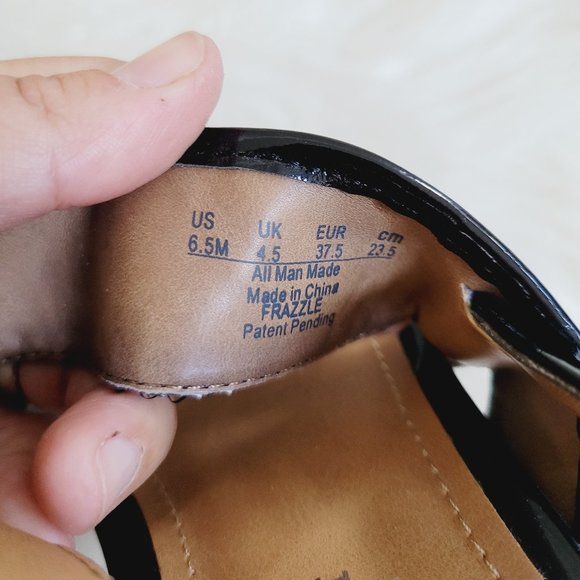 US UK EUR cm
6.5M 4.5 37.5 23.5
All Man Made
Made in China
FRAZZLE
Patent Pending